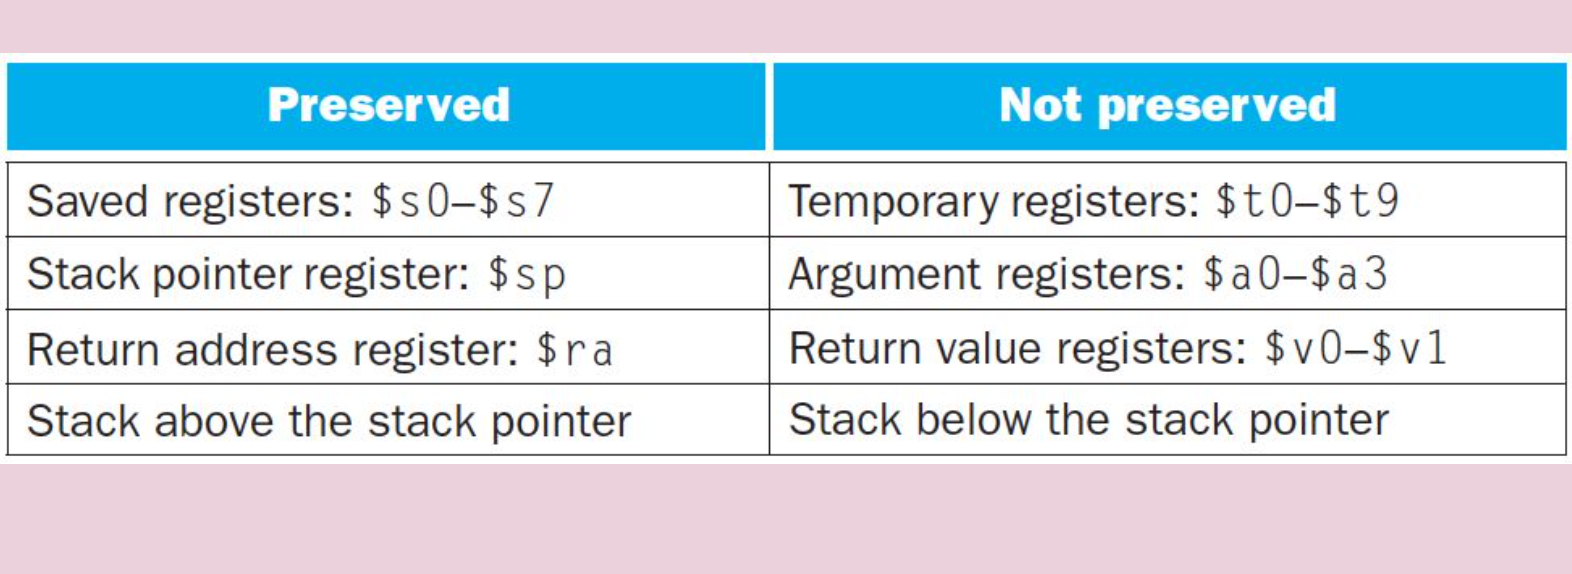 Preserved Not preserved
Saved registers: $s0–$s7 Temporary registers: $t0–$t9
Stack pointer register: $sp Argument registers: $a0–$a3
Return address register: $ra Return value registers: $v0–$v1
Stack above the stack pointer Stack below the stack pointer